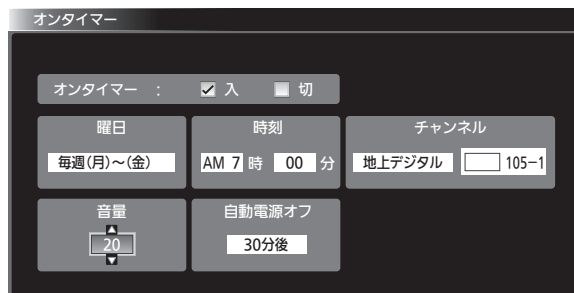 オンタイマー
オンタイマー : 入 切
曜日 時刻 チャンネル
毎週(月)~(金) AM 7 時 00 分 地上デジタル 105-1
音量 自動電源オフ
20 30分後